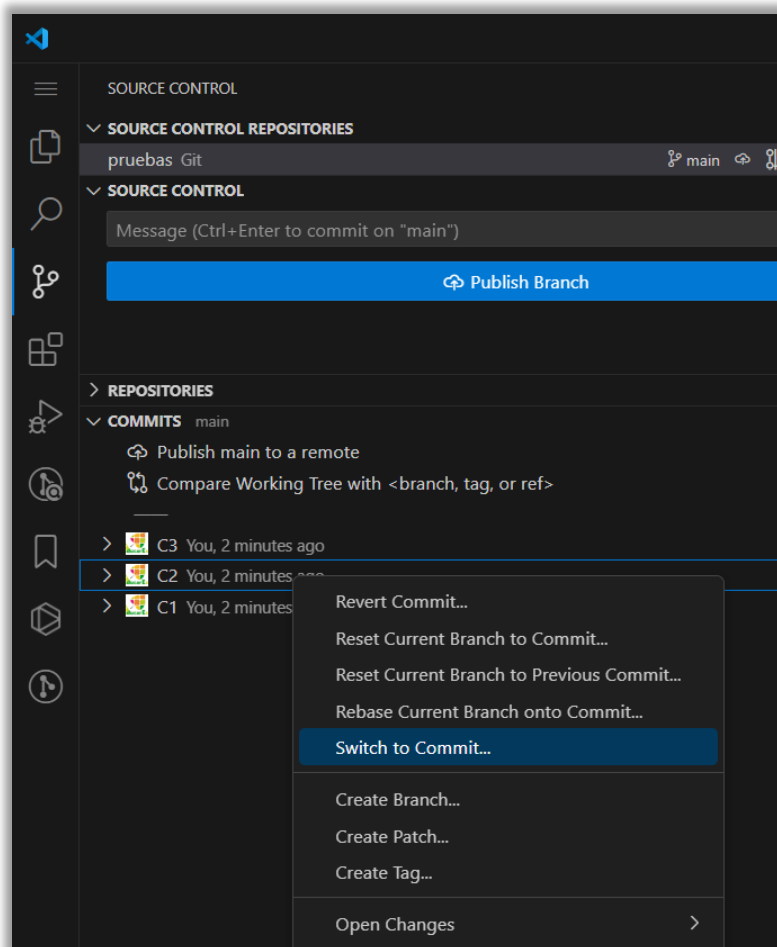 SOURCE CONTROL
SOURCE CONTROL REPOSITORIES
pruebas Git main
SOURCE CONTROL
Message (Ctrl+Enter to commit on "main")
Publish Branch
REPOSITORIES
COMMITS main
Publish main to a remote
Compare Working Tree with <branch, tag, or ref>
C3 You, 2 minutes ago
C2 You, 2 minutes ago
C1 You, 2 minutes
Revert Commit...
Reset Current Branch to Commit...
Reset Current Branch to Previous Commit...
Rebase Current Branch onto Commit...
Switch to Commit...
Create Branch...
Create Patch...
Create Tag...
Open Changes